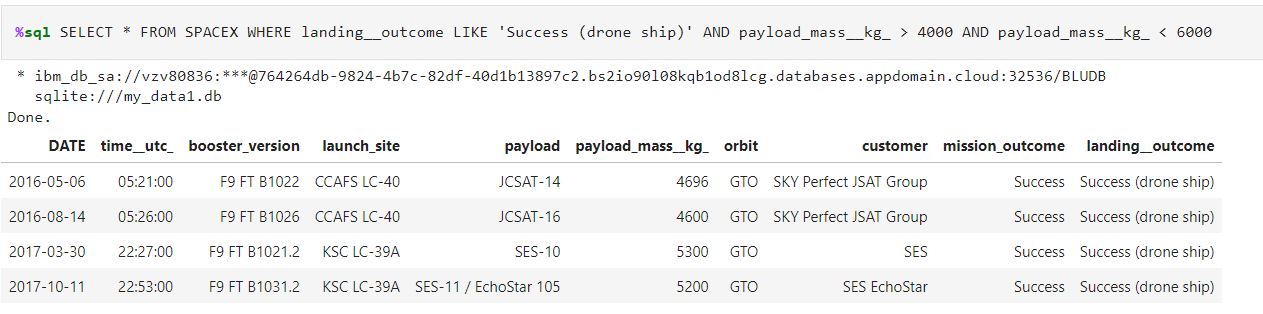 %sql SELECT * FROM SPACEX WHERE landing__outcome LIKE 'Success (drone ship)' AND payload_mass__kg_ > 4000 AND payload_mass__kg_ < 6000
* ibm_db_sa://vzv80836:***@764264db-9824-4b7c-82df-40d1b13897c2.bs2io90l08kqb1od8lcg.databases.appdomain.cloud:32536/BLUDB
sqlite:///my_data1.db
Done.
DATE time__utc_ booster_version launch_site payload payload_mass__kg_ orbit customer mission_outcome landing__outcome
2016-05-06 05:21:00 F9 FT B1022 CCAFS LC-40 JCSAT-14 4696 GTO SKY Perfect JSAT Group Success Success (drone ship)
2016-08-14 05:26:00 F9 FT B1026 CCAFS LC-40 JCSAT-16 4600 GTO SKY Perfect JSAT Group Success Success (drone ship)
2017-03-30 22:27:00 F9 FT B1021.2 KSC LC-39A SES-10 5300 GTO SES Success Success (drone ship)
2017-10-11 22:53:00 F9 FT B1031.2 KSC LC-39A SES-11 / EchoStar 105 5200 GTO SES EchoStar Success Success (drone ship)